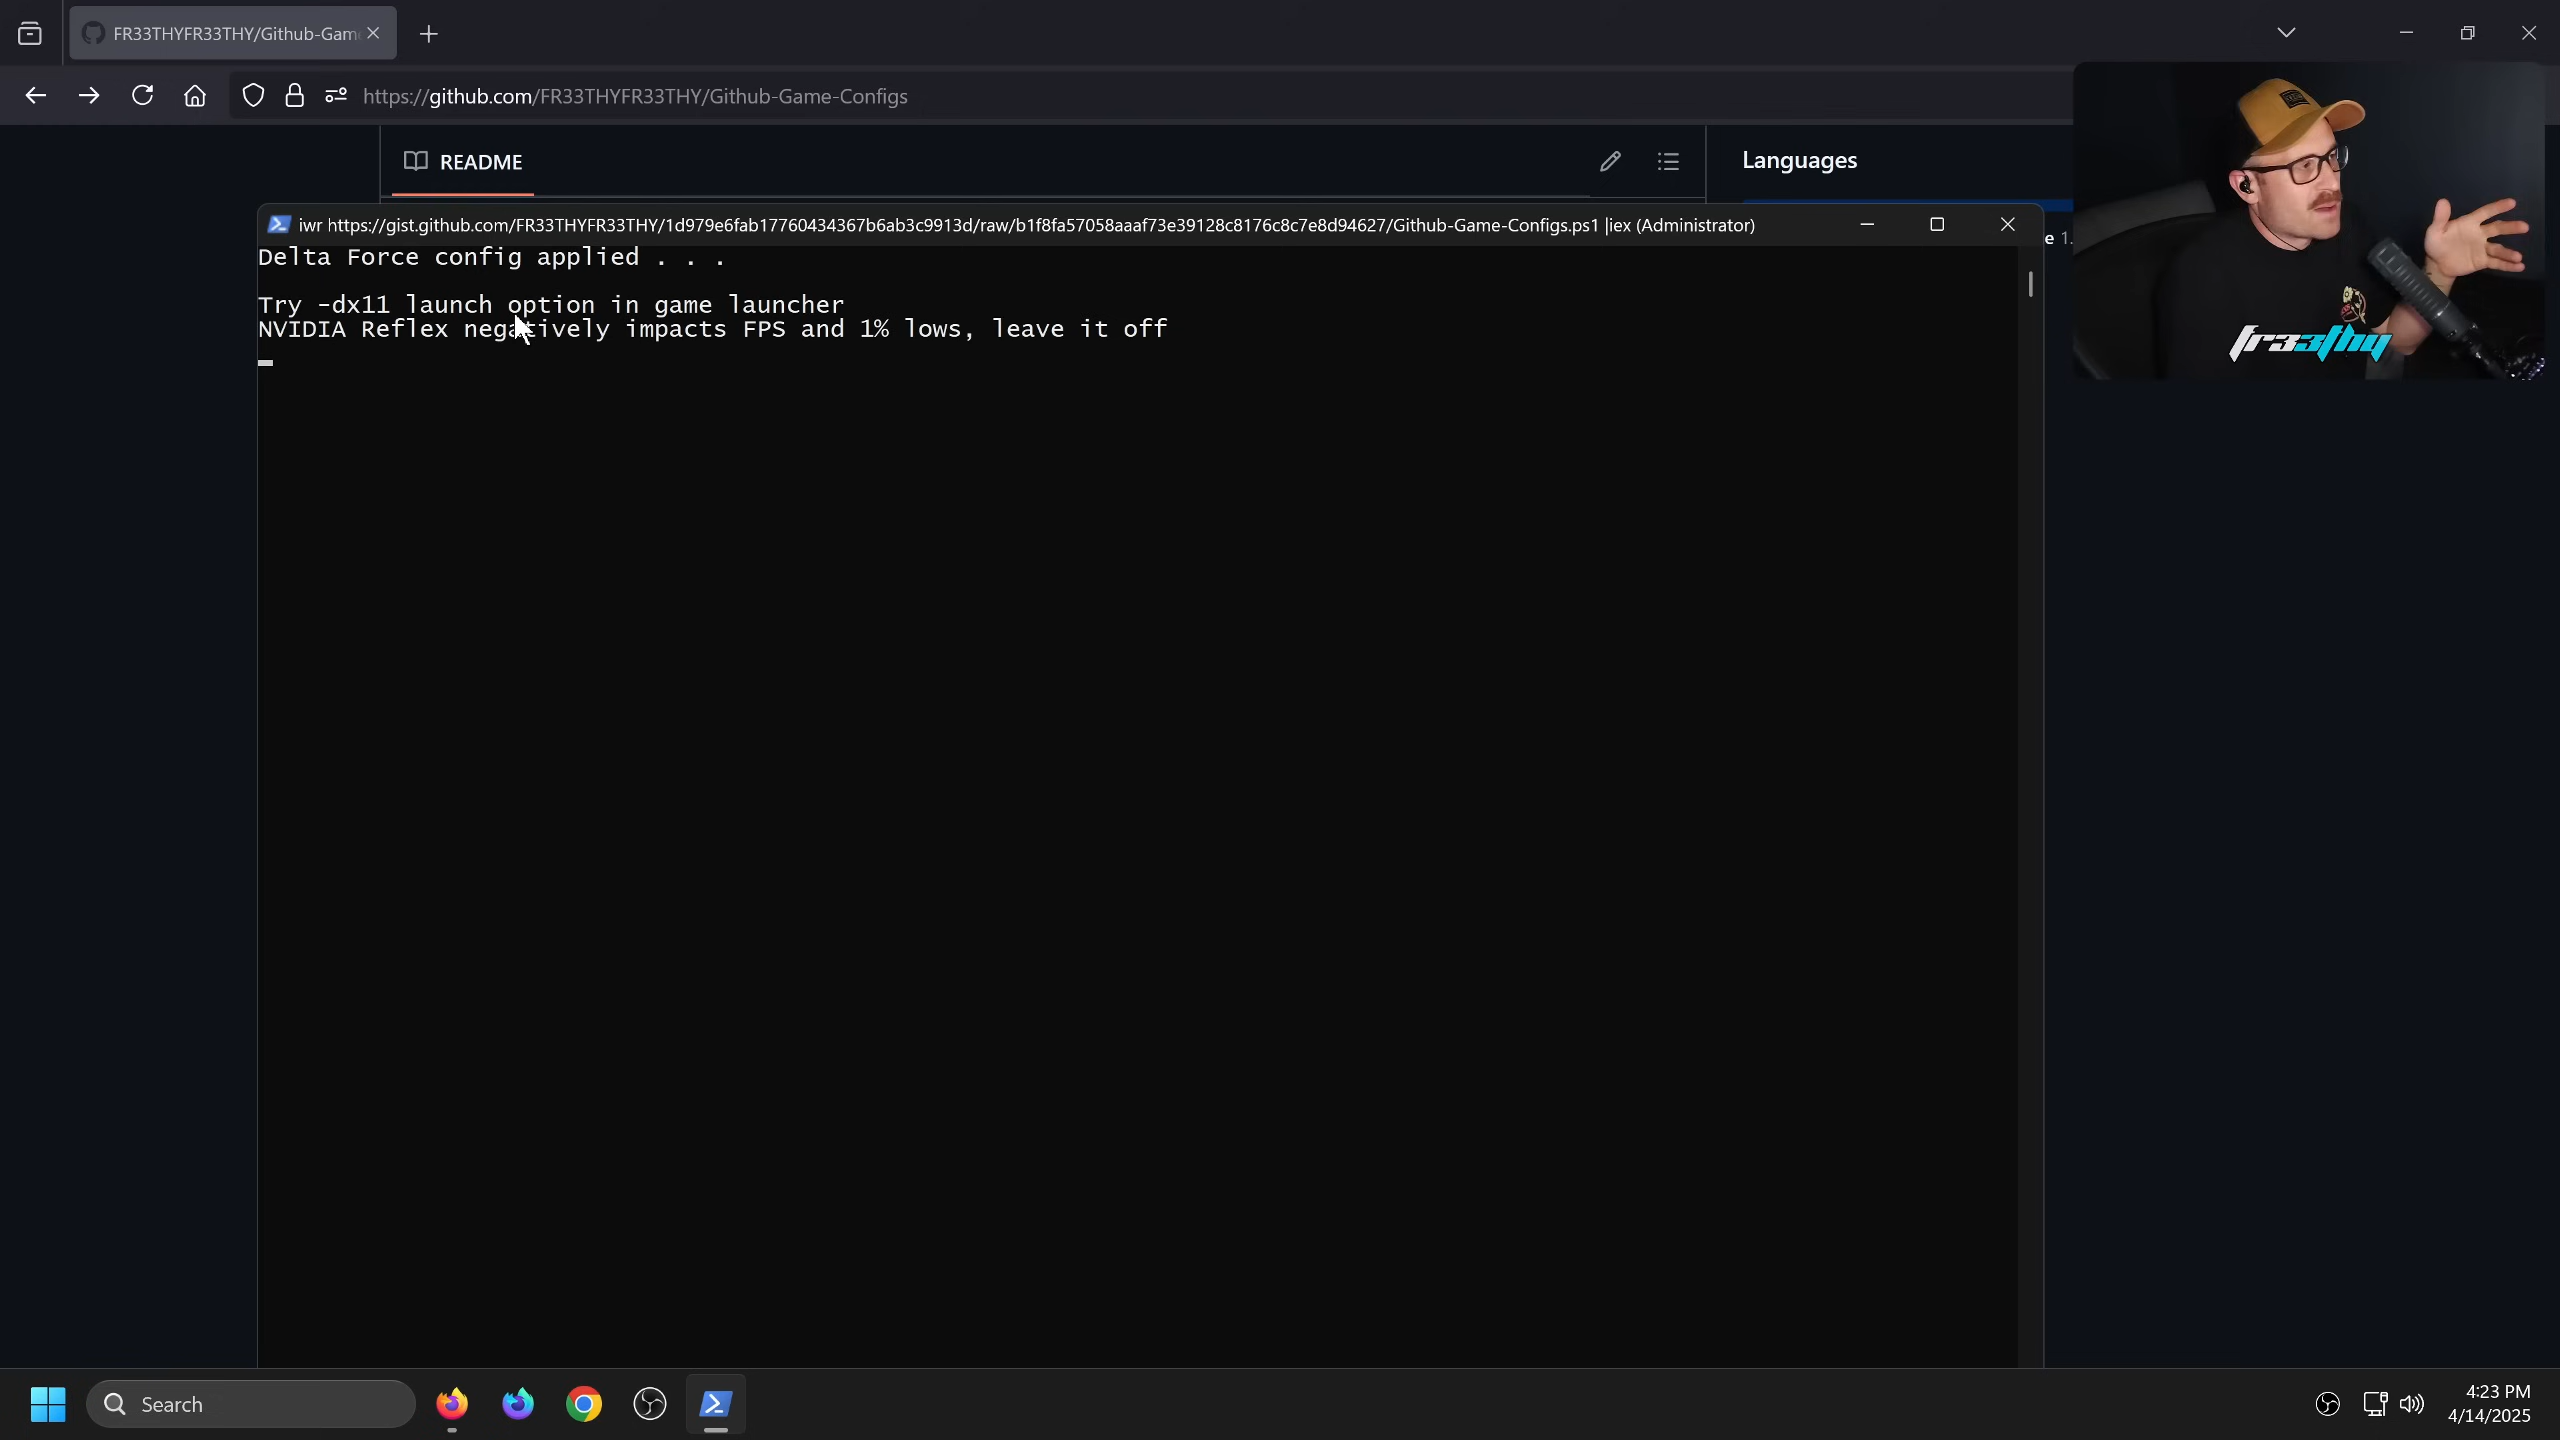 FR33THYFR33THY/Github-Gam
https://github.com/FR33THYFR33THY/Github-Game-Configs
README
Languages
iwr https://gist.github.com/FR33THYFR33THY/1d979e6fab17760434367b6ab3c9913d/raw/b1f8fa57058aaaf73e39128c8176c8c7e8d94627/Github-Game-Configs.ps1 |iex (Administrator)
e 1.
Delta Force config applied . . .
Try -dx11 launch option in game launcher
NVIDIA Reflex negatively impacts FPS and 1% lows, leave it off
fr33thy
Search
4:23 PM
4/14/2025